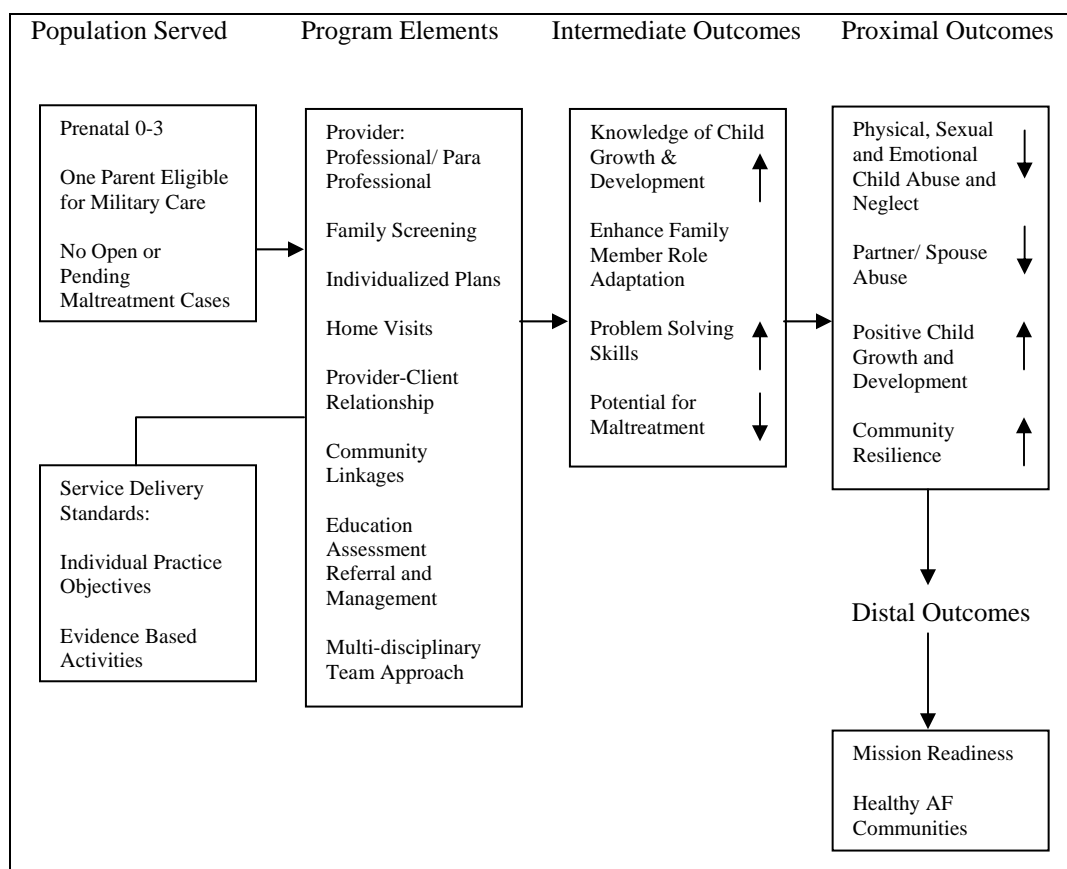 Population Served
Program Elements
Intermediate Outcomes
Proximal Outcomes
Prenatal 0-3
One Parent Eligible
for Military Care
No Open or
Pending
Maltreatment Cases
Service Delivery
Standards:
Individual Practice
Objectives
Evidence Based
Activities
Provider:
Professional/ Para
Professional
Family Screening
Individualized Plans
Home Visits
Provider-Client
Relationship
Community
Linkages
Education
Assessment
Referral and
Management
Multi-disciplinary
Team Approach
Knowledge of Child
Growth &
Development
Enhance Family
Member Role
Adaptation
Problem Solving
Skills
Potential for
Maltreatment
Physical, Sexual
and Emotional
Child Abuse and
Neglect
Partner/ Spouse
Abuse
Positive Child
Growth and
Development
Community
Resilience
Distal Outcomes
Mission Readiness
Healthy AF
Communities